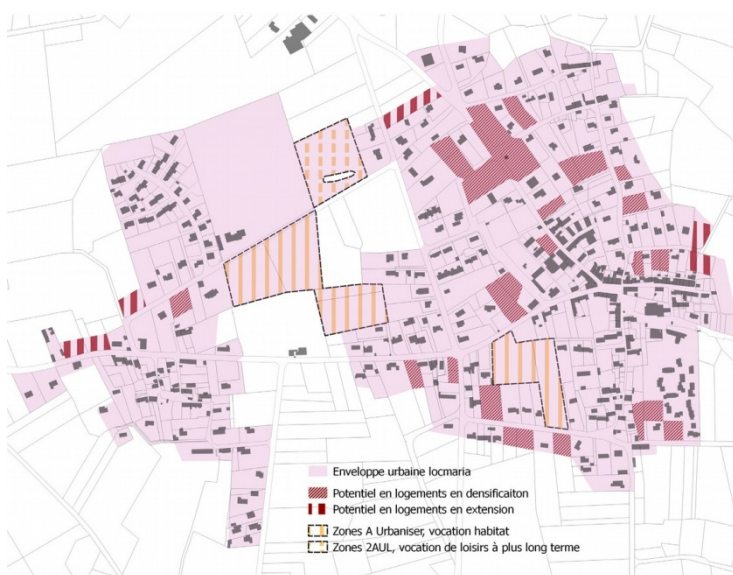 Enveloppe urbaine locmaria
Potentiel en logements en densificaiton
Potentiel en logements en extension
Zones A Urbaniser, vocation habitat
Zones 2AUL, vocation de loisirs à plus long terme